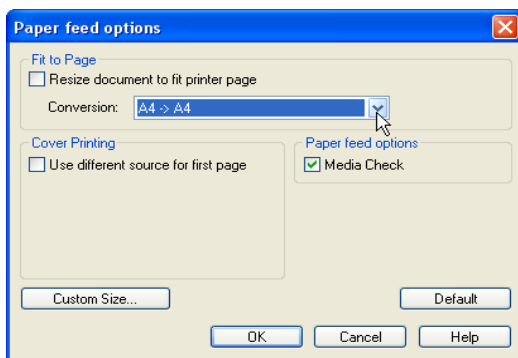 Paper feed options
Fit to Page
Resize document to fit printer page
Conversion: A4 -> A4
Cover Printing
Use different source for first page
Paper feed options
Media Check
Custom Size...
Default
OK
Cancel
Help